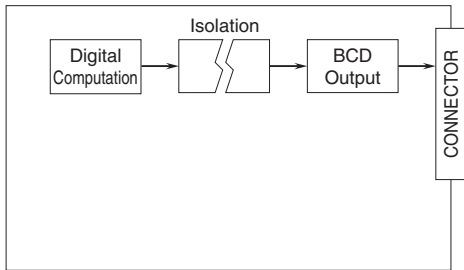 Isolation
Digital
Computation
BCD
Output
CONNECTOR